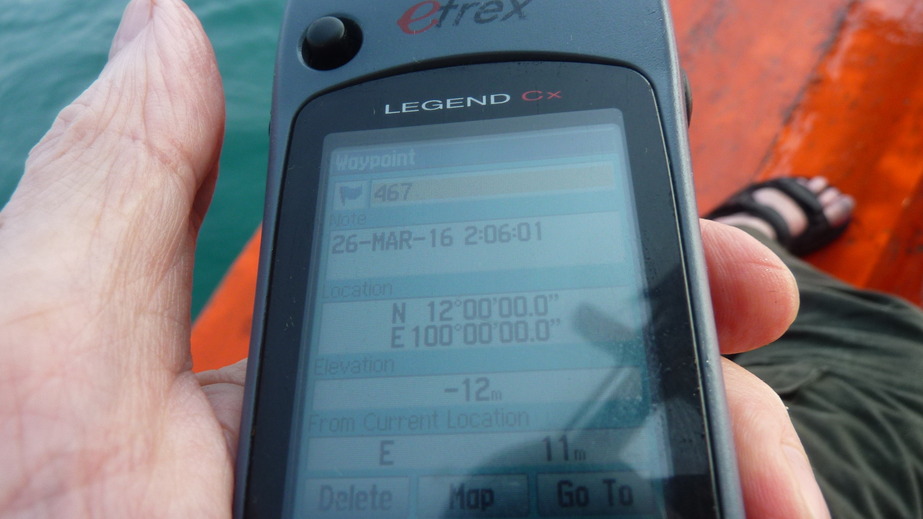 etrex
LEGEND Cx
Waypoint
467
Note
26-MAR-16 2:06:01
Location
N 12°00'00.0"
E 100°00'00.0"
Elevation
-12m
From Current Location
E 11m
Delete Map Go To